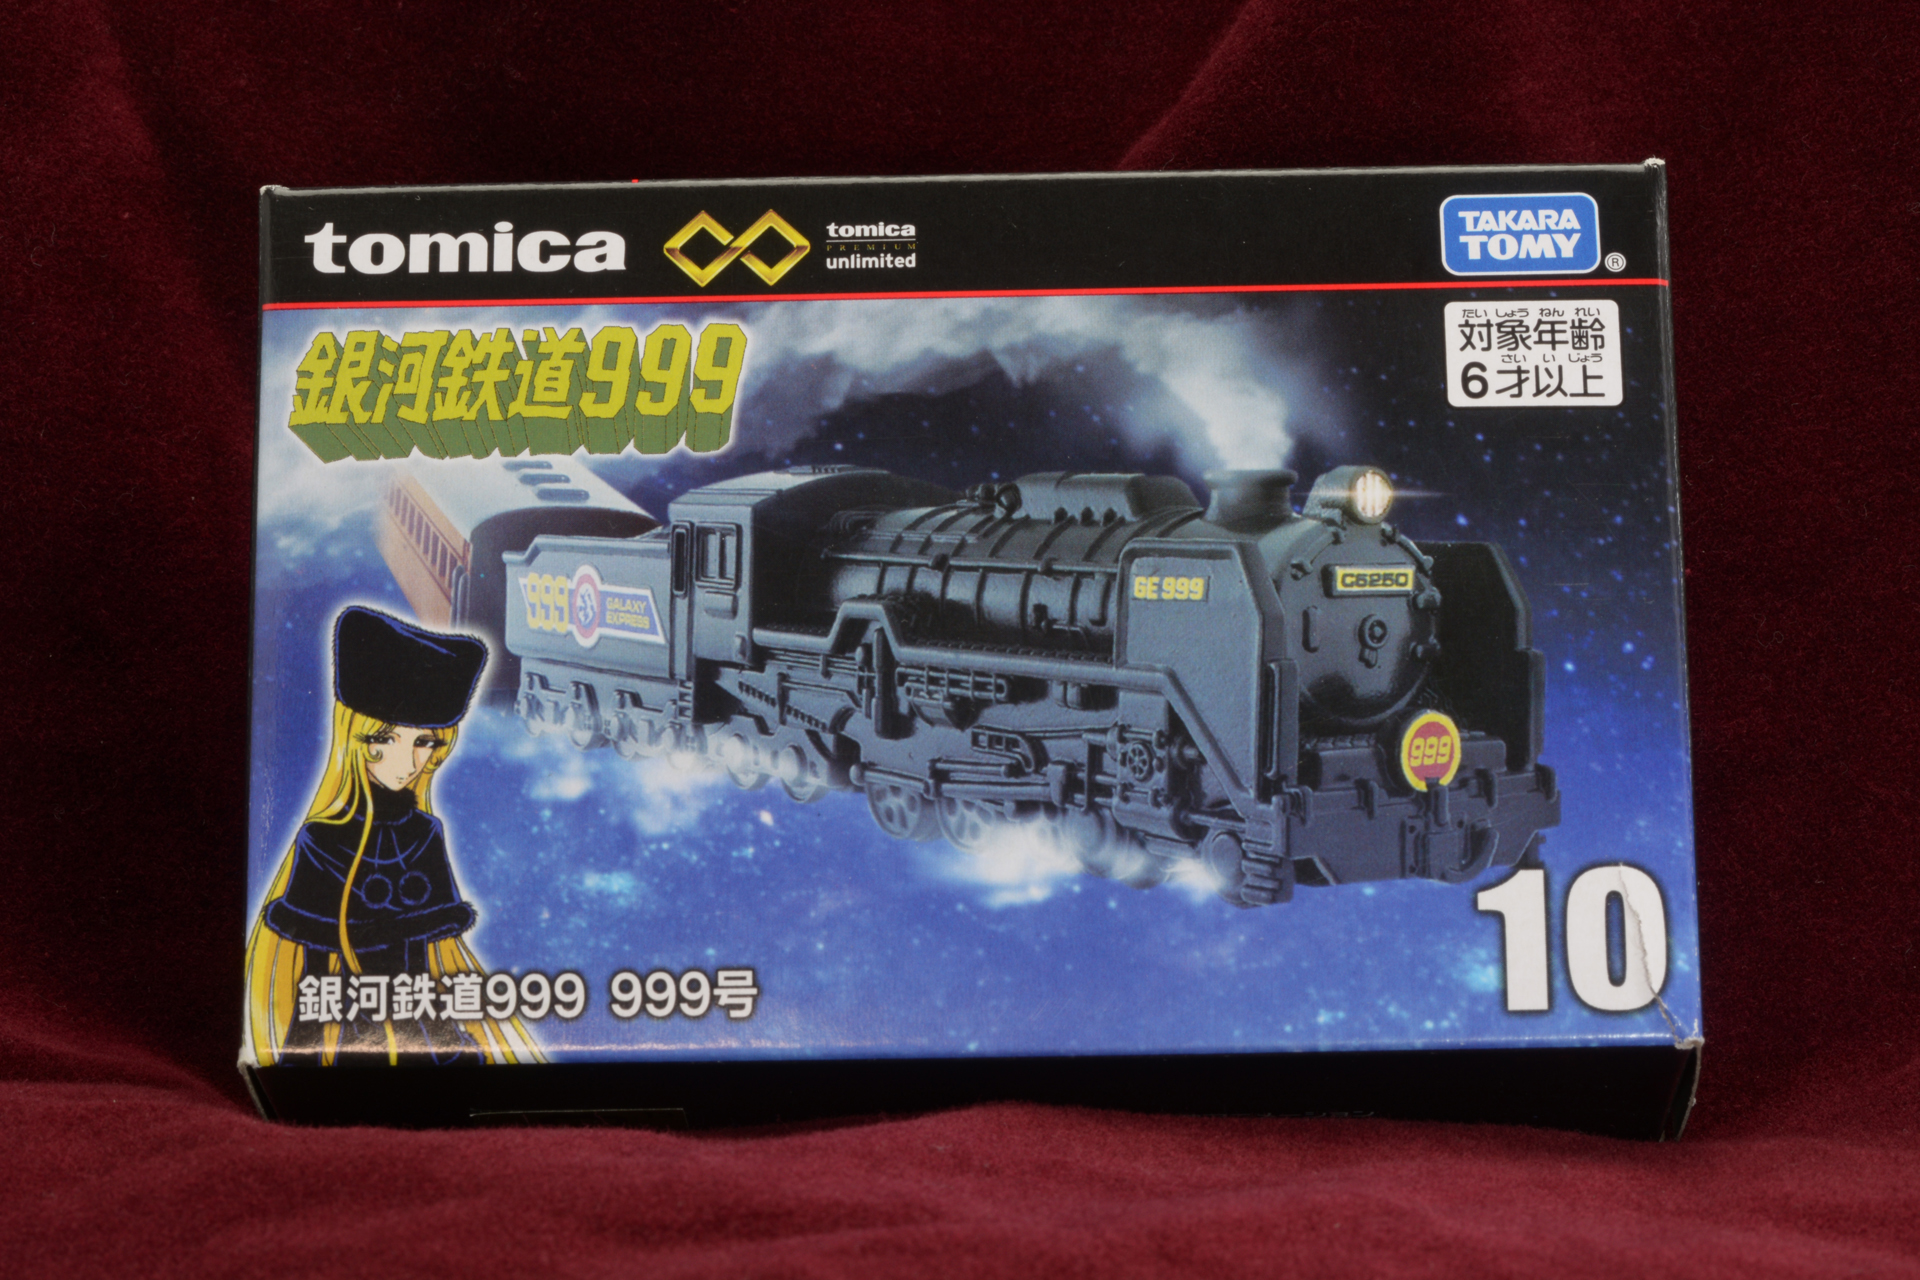 tomica
tomica
PREMIUM
unlimited
TAKARA
TOMY
®
銀河鉄道999
たいしょうねんれい
対象年齢
さいいじょう
6才以上
GE 999
C6250
999
GALAXY
EXPRESS
999
10
銀河鉄道999 999号